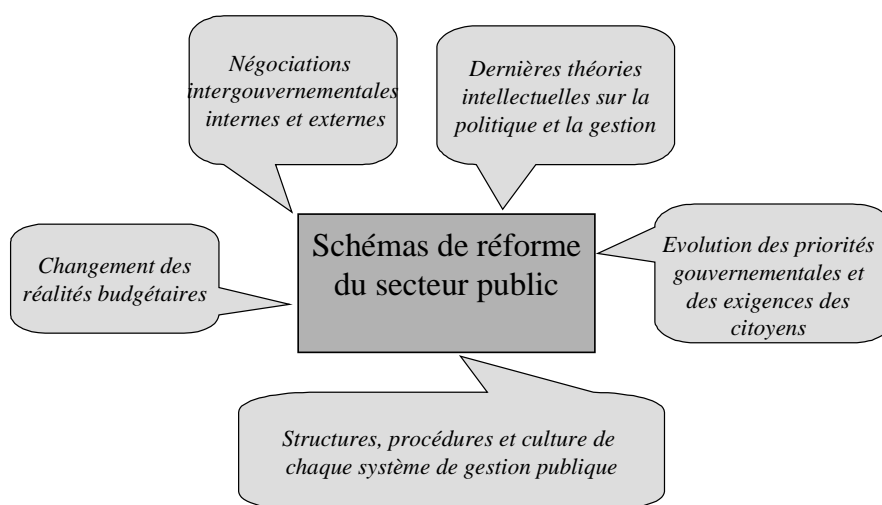 Négociations
intergouvernementales
internes et externes
Dernières théories
intellectuelles sur la
politique et la gestion
Schémas de réforme
du secteur public
Changement des
réalités budgétaires
Evolution des priorités
gouvernementales et
des exigences des
citoyens
Structures, procédures et culture de
chaque système de gestion publique